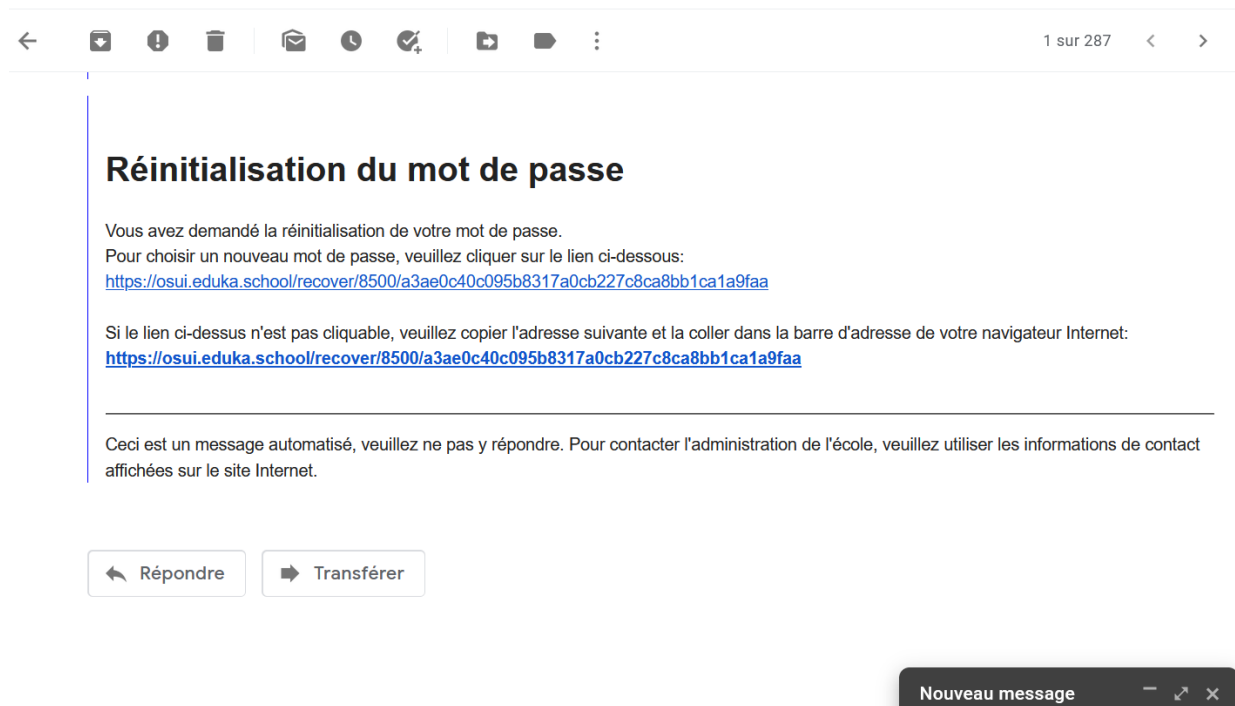 1 sur 287
Réinitialisation du mot de passe
Vous avez demandé la réinitialisation de votre mot de passe.
Pour choisir un nouveau mot de passe, veuillez cliquer sur le lien ci-dessous:
https://osui.eduka.school/recover/8500/a3ae0c40c095b8317a0cb227c8ca8bb1ca1a9faa
Si le lien ci-dessus n'est pas cliquable, veuillez copier l'adresse suivante et la coller dans la barre d'adresse de votre navigateur Internet:
https://osui.eduka.school/recover/8500/a3ae0c40c095b8317a0cb227c8ca8bb1ca1a9faa
Ceci est un message automatisé, veuillez ne pas y répondre. Pour contacter l'administration de l'école, veuillez utiliser les informations de contact
affichées sur le site Internet.
Répondre Transférer
Nouveau message